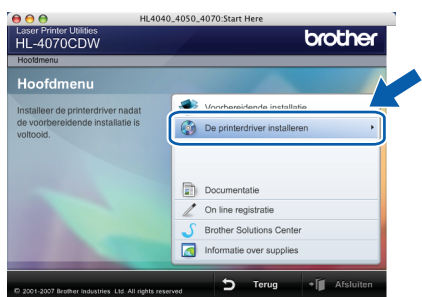 HL4040_4050_4070:Start Here
Laser Printer Utilities
HL-4070CDW
brother
Hoofdmenu
Hoofdmenu
Installeer de printerdriver nadat
de voorbereidende installatie is
voltooid.
Voorbereidende installatie
De printerdriver installeren
Documentatie
On line registratie
Brother Solutions Center
Informatie over supplies
© 2001-2007 Brother Industries Ltd All rights reserved
Terug
Afsluiten